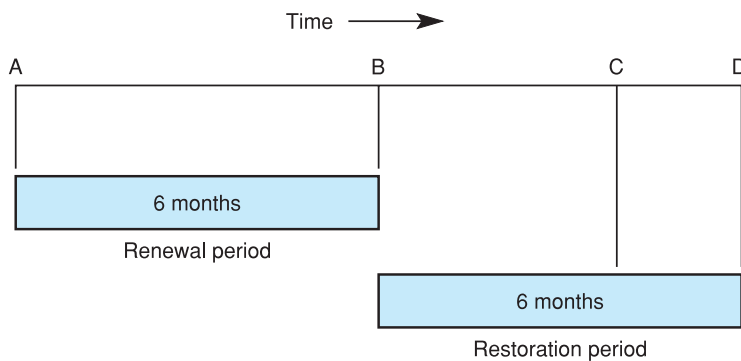 Time
A B C D
6 months
Renewal period
6 months
Restoration period